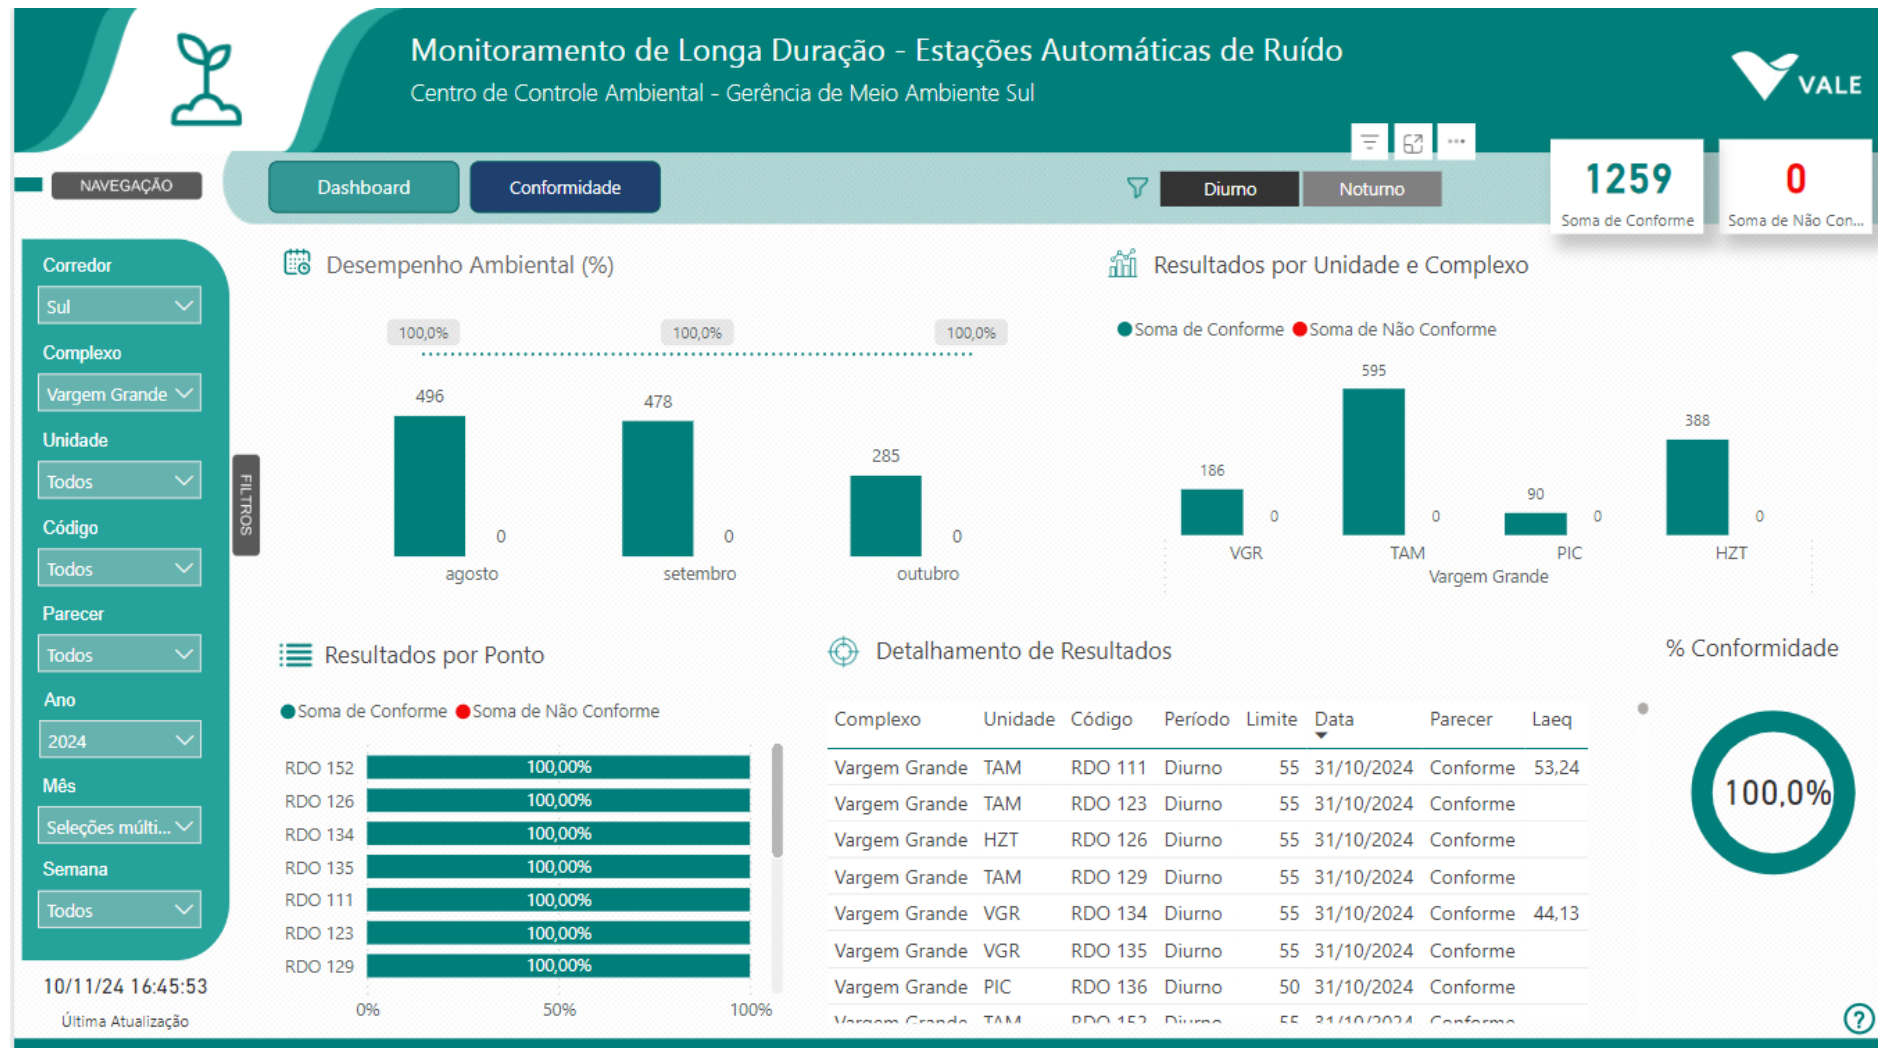 Monitoramento de Longa Duração - Estações Automáticas de Ruído
Centro de Controle Ambiental - Gerência de Meio Ambiente Sul
VALE
NAVEGAÇÃO
Dashboard
Conformidade
Diurno
Noturno
1259
Soma de Conforme
0
Soma de Não Con...
Corredor
Sul
Complexo
Vargem Grande
Unidade
Todos
Código
Todos
Parecer
Todos
Ano
2024
Mês
Seleções múlti...
Semana
Todos
10/11/24 16:45:53
Última Atualização
FILTROS
Desempenho Ambiental (%)
100,0% 100,0% 100,0%
496 478 285
0 0 0
agosto setembro outubro
Resultados por Unidade e Complexo
Soma de Conforme Soma de Não Conforme
186 595 90 388
0 0 0 0
VGR TAM PIC HZT
Vargem Grande
Resultados por Ponto
Soma de Conforme Soma de Não Conforme
RDO 152 100,00%
RDO 126 100,00%
RDO 134 100,00%
RDO 135 100,00%
RDO 111 100,00%
RDO 123 100,00%
RDO 129 100,00%
0% 50% 100%
Detalhamento de Resultados
Complexo Unidade Código Período Limite Data Parecer Laeq
Vargem Grande TAM RDO 111 Diurno 55 31/10/2024 Conforme 53,24
Vargem Grande TAM RDO 123 Diurno 55 31/10/2024 Conforme
Vargem Grande HZT RDO 126 Diurno 55 31/10/2024 Conforme
Vargem Grande TAM RDO 129 Diurno 55 31/10/2024 Conforme
Vargem Grande VGR RDO 134 Diurno 55 31/10/2024 Conforme 44,13
Vargem Grande VGR RDO 135 Diurno 55 31/10/2024 Conforme
Vargem Grande PIC RDO 136 Diurno 50 31/10/2024 Conforme
Vargem Grande TAM RDO 152 Diurno 55 31/10/2024 Conforme
% Conformidade
100,0%
?